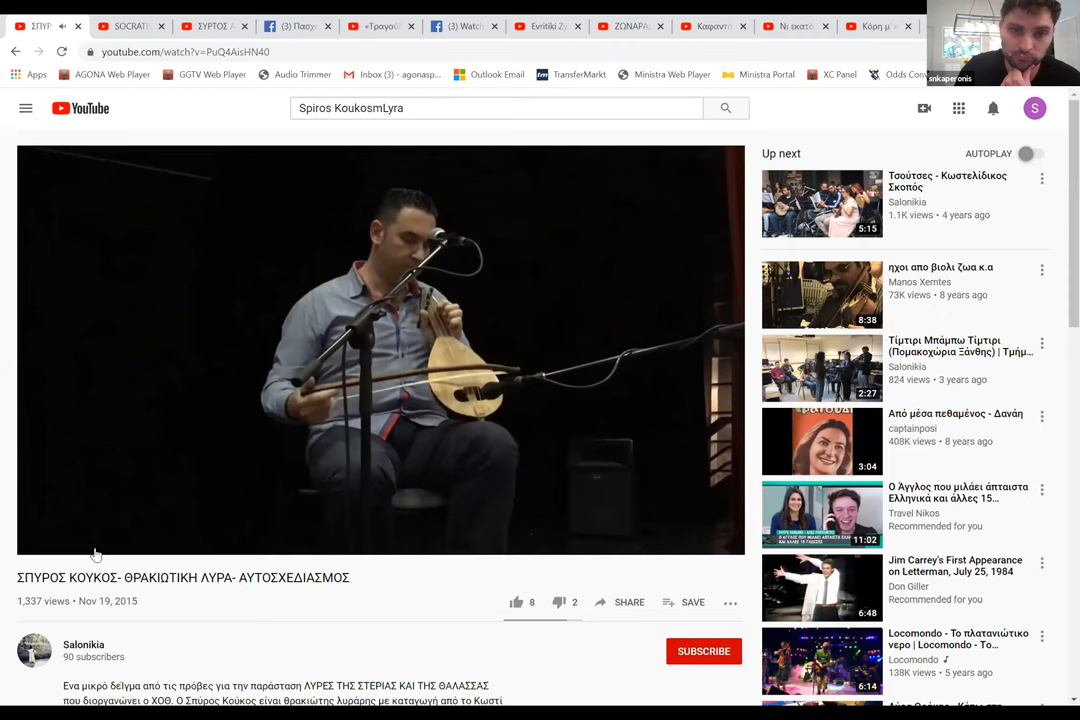 ΣΠΥΡ
SOCRATH
ΣΥΡΤΟΣ Α
(3) Πασχ
«Τραγού
(3) Watch
Evritiki Zy
ΖΩΝΑΡΑ
Καφαντά
Νι εκατό
Κόρη μ'
youtube.com/watch?v=PuQ4AisHN40
Apps AGONA Web Player GGTV Web Player Audio Trimmer Inbox (3) - agonasp... Outlook Email TransferMarkt Ministra Web Player Ministra Portal XC Panel Odds Con
snkaperonis
YouTube
Spiros KoukosmLyra
S
Up next
AUTOPLAY
Τσούτσες - Κωστελίδικος
Σκοπός
Salonikia
1.1K views • 4 years ago
5:15
ηχοι απο βιολι ζωα κ.α
Manos Xerntes
73K views • 8 years ago
8:38
Τίμτιρι Μπάμπω Τίμτιρι
(Πομακοχώρια Ξάνθης) | Τμήμ...
Salonikia
824 views • 3 years ago
2:27
Από μέσα πεθαμένος - Δανάη
captainposi
408K views • 8 years ago
3:04
Ο Άγγλος που μιλάει άπταιστα
Ελληνικά και άλλες 15...
Travel Nikos
Recommended for you
11:02
Jim Carrey's First Appearance
on Letterman, July 25, 1984
Don Giller
Recommended for you
6:48
Locomondo - Το πλατανιώτικο
νερο | Locomondo - To...
Locomondo
138K views • 5 years ago
6:14
ΣΠΥΡΟΣ ΚΟΥΚΟΣ- ΘΡΑΚΙΩΤΙΚΗ ΛΥΡΑ- ΑΥΤΟΣΧΕΔΙΑΣΜΟΣ
1,337 views • Nov 19, 2015
8
2
SHARE
SAVE
Salonikia
90 subscribers
SUBSCRIBE
Ενα μικρό δείγμα από τις πρόβες για την παράσταση ΛΥΡΕΣ ΤΗΣ ΣΤΕΡΙΑΣ ΚΑΙ ΤΗΣ ΘΑΛΑΣΣΑΣ
που διοργανώνει ο ΧΟΘ. Ο Σπύρος Κούκος είναι θρακιώτης λυράρης με καταγωγή από το Κωστί